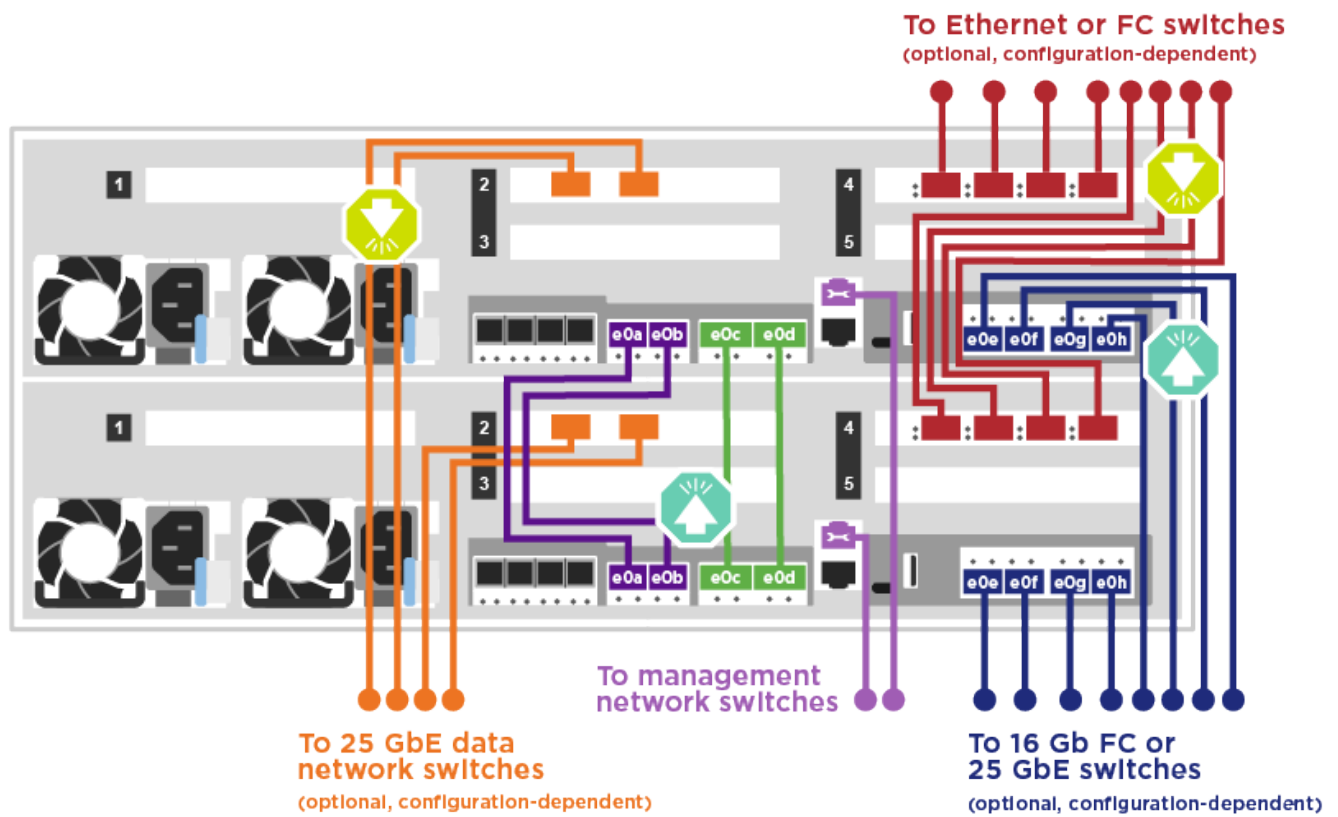 To Ethernet or FC switches
(optional, configuration-dependent)
1
2
4
3
5
e0a e0b e0c e0d e0e e0f e0g e0h
1
2
4
3
5
e0a e0b e0c e0d e0e e0f e0g e0h
To management
network switches
To 25 GbE data
network switches
(optional, configuration-dependent)
To 16 Gb FC or
25 GbE switches
(optional, configuration-dependent)